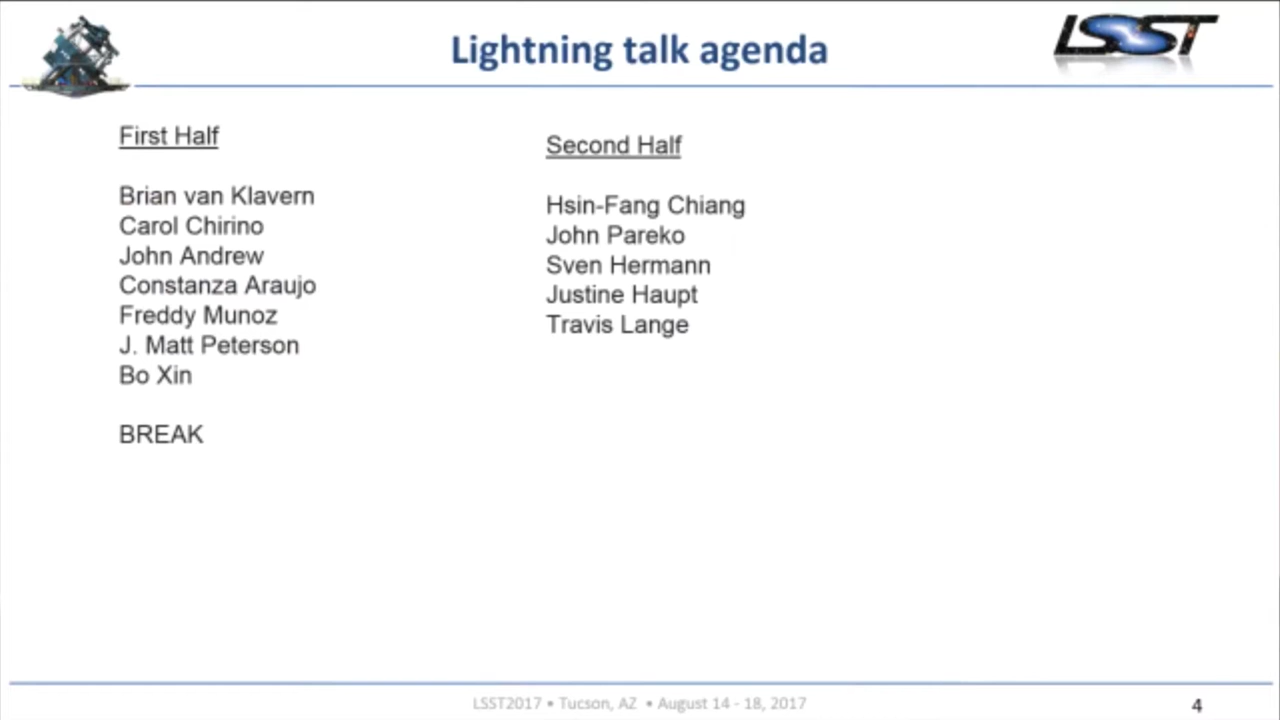 Lightning talk agenda
LSST
First Half
Brian van Klavern
Carol Chirino
John Andrew
Constanza Araujo
Freddy Munoz
J. Matt Peterson
Bo Xin
BREAK
Second Half
Hsin-Fang Chiang
John Pareko
Sven Hermann
Justine Haupt
Travis Lange
LSST2017 • Tucson, AZ • August 14 - 18, 2017
4